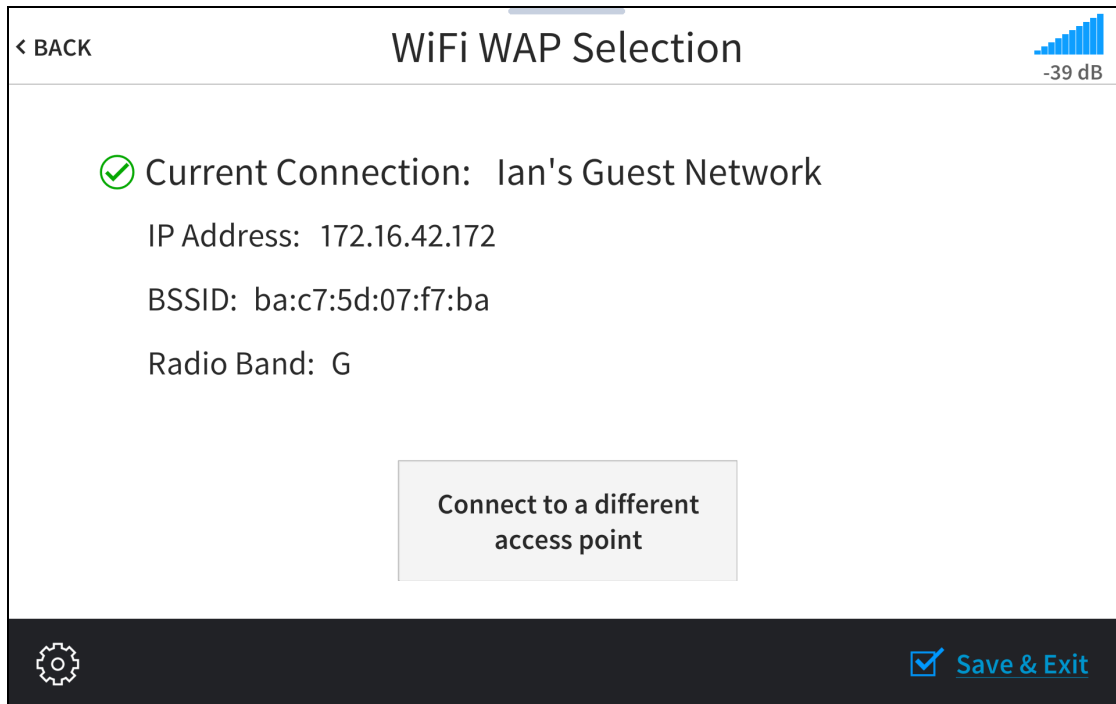 < BACK
WiFi WAP Selection
-39 dB
Current Connection: Ian's Guest Network
IP Address: 172.16.42.172
BSSID: ba:c7:5d:07:f7:ba
Radio Band: G
Connect to a different
access point
Save & Exit